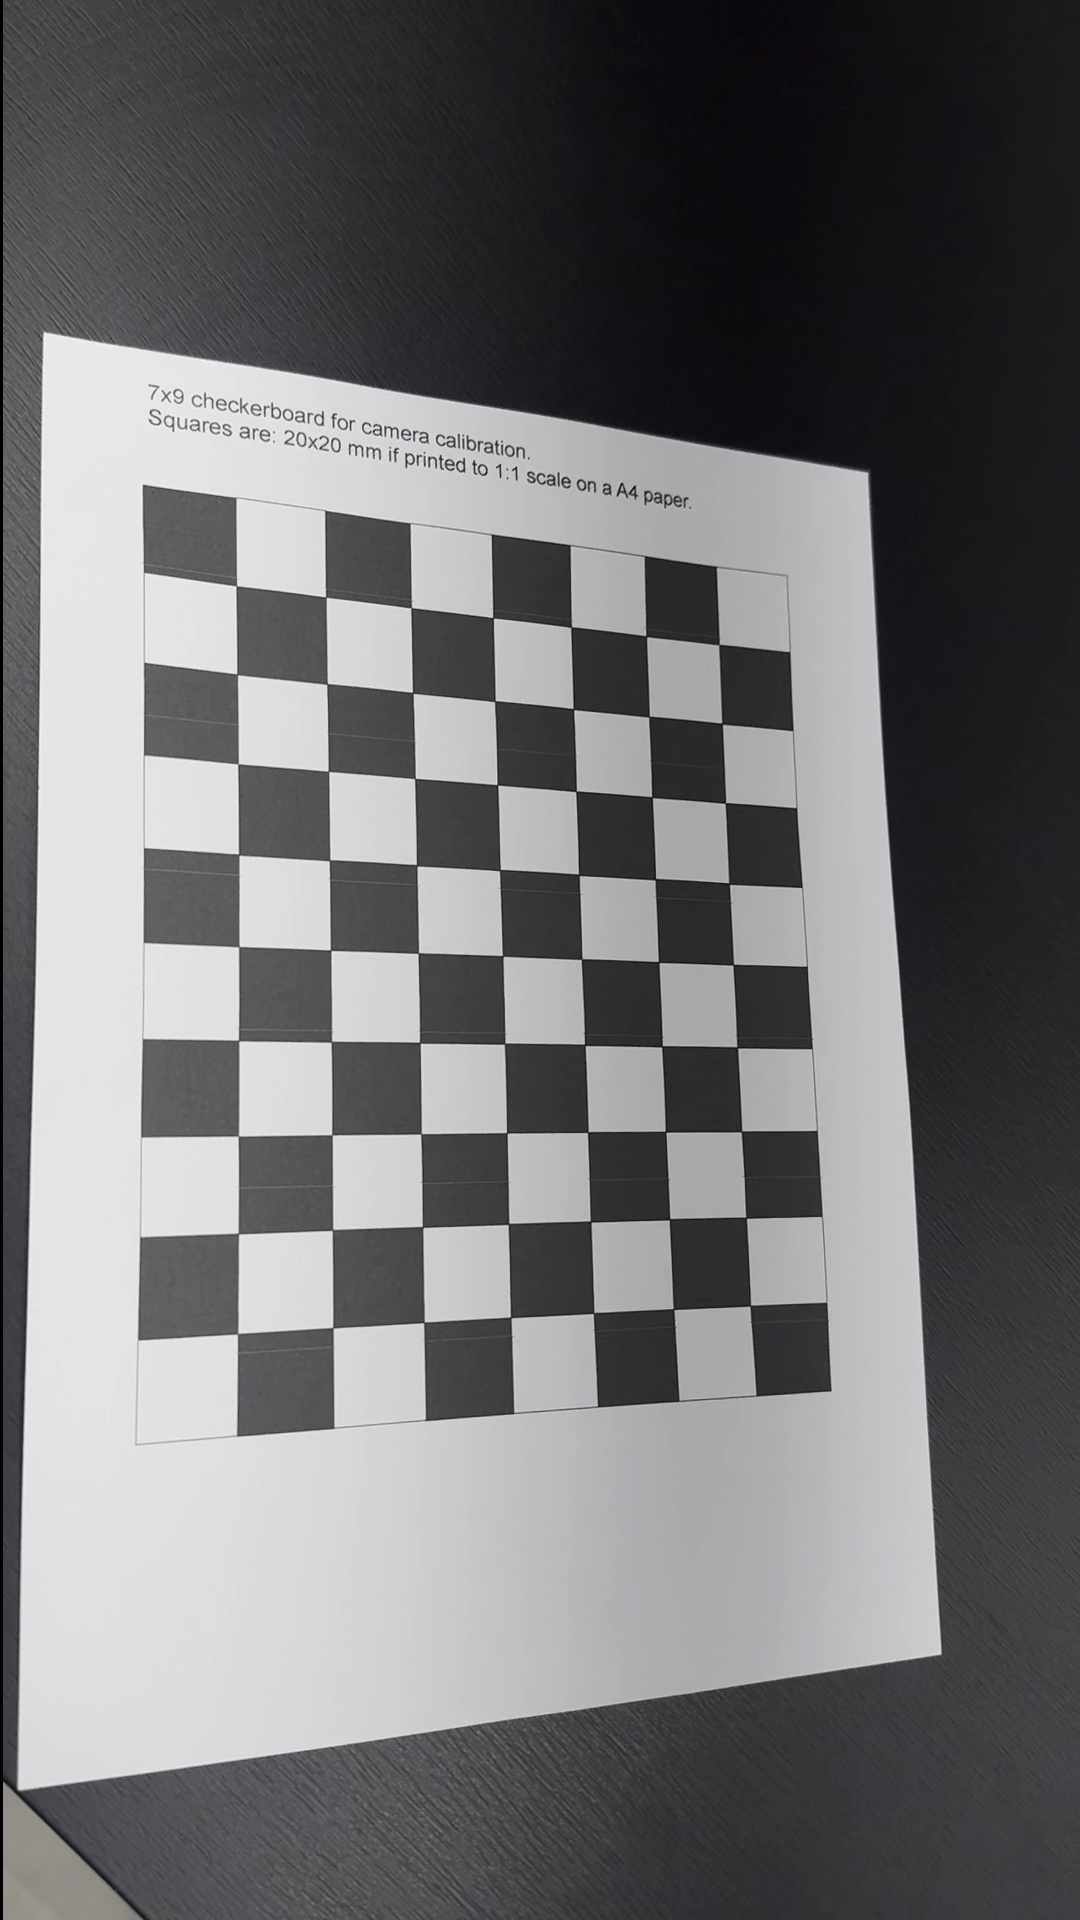 7x9 checkerboard for camera calibration.
Squares are: 20x20 mm if printed to 1:1 scale on a A4 paper.